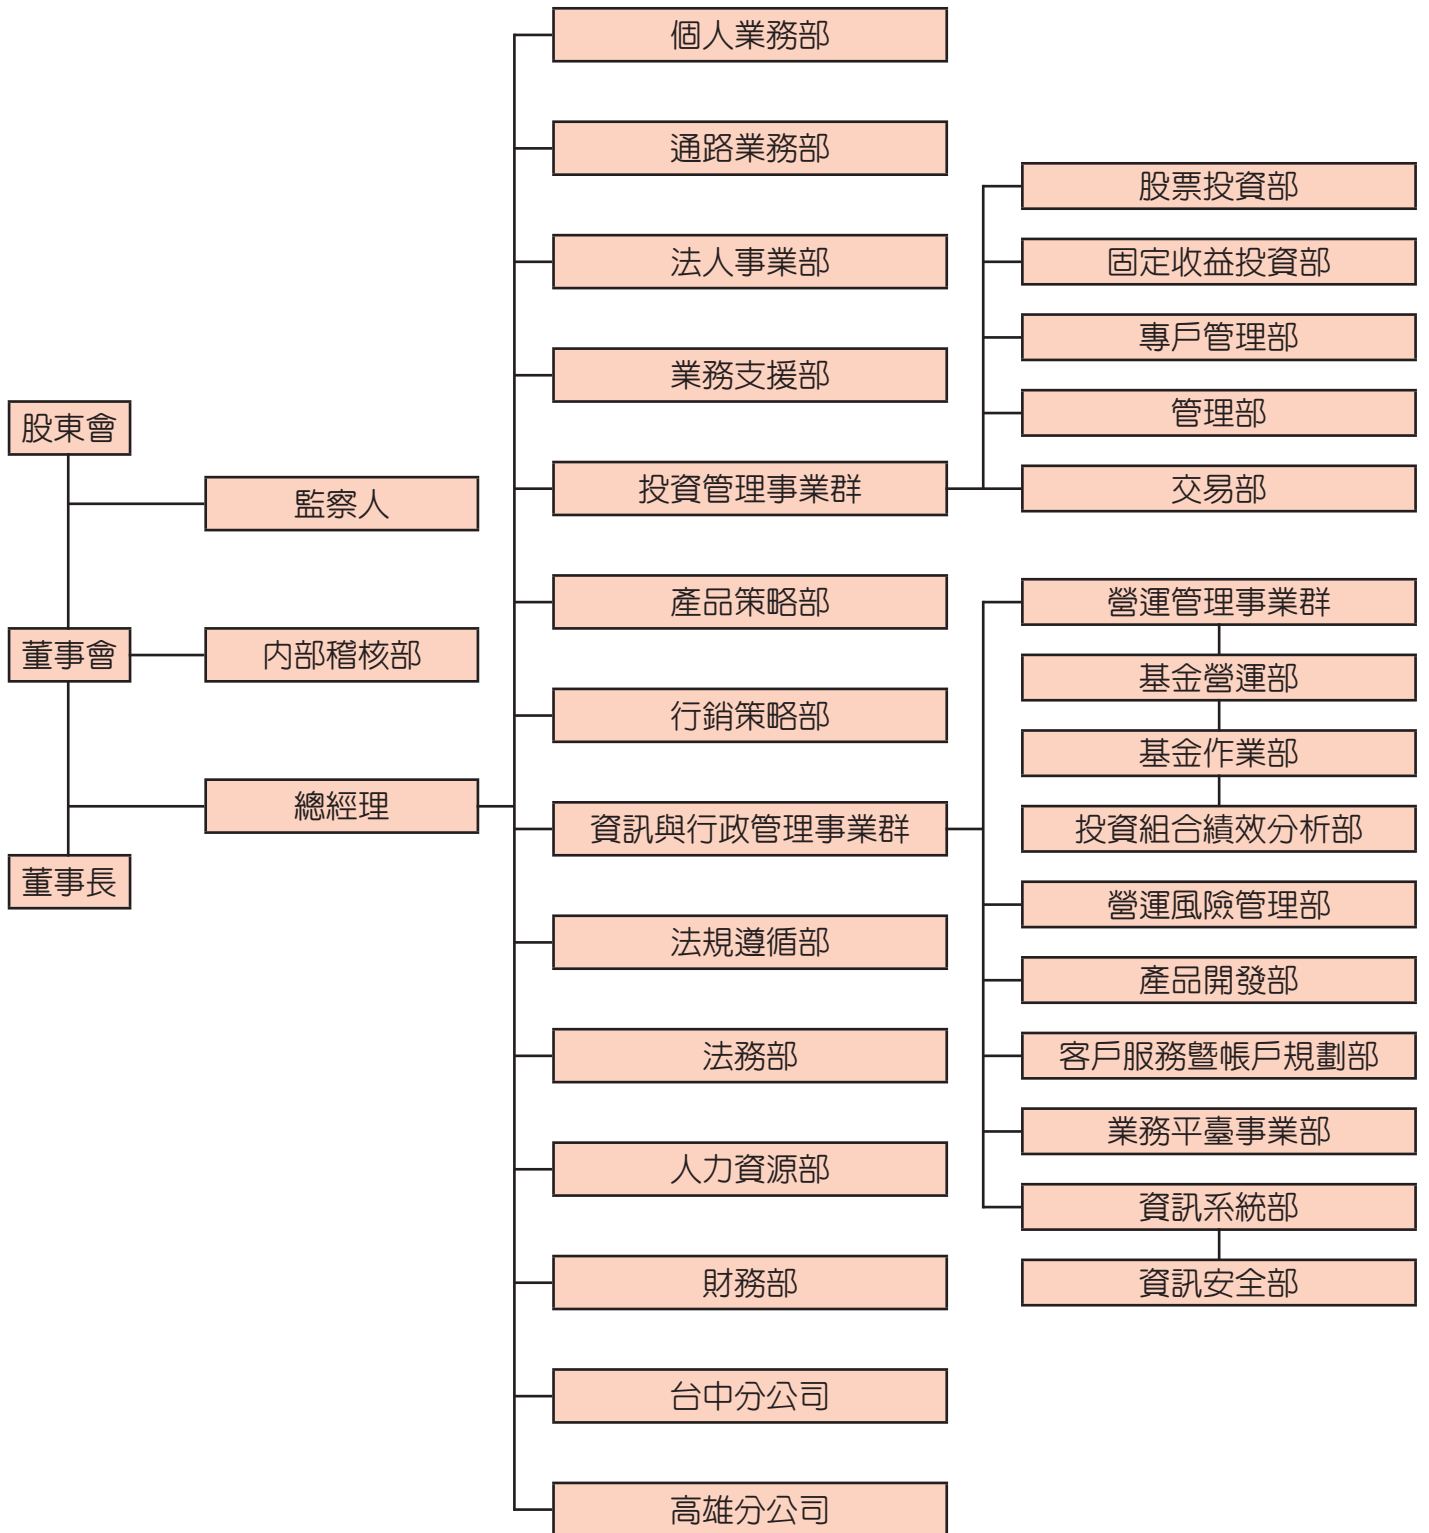 股東會
監察人
董事會
內部稽核部
總經理
董事長
個人業務部
通路業務部
法人事業部
業務支援部
投資管理事業群
產品策略部
行銷策略部
資訊與行政管理事業群
法規遵循部
法務部
人力資源部
財務部
台中分公司
高雄分公司
股票投資部
固定收益投資部
專戶管理部
管理部
交易部
營運管理事業群
基金營運部
基金作業部
投資組合績效分析部
營運風險管理部
產品開發部
客戶服務暨帳戶規劃部
業務平臺事業部
資訊系統部
資訊安全部